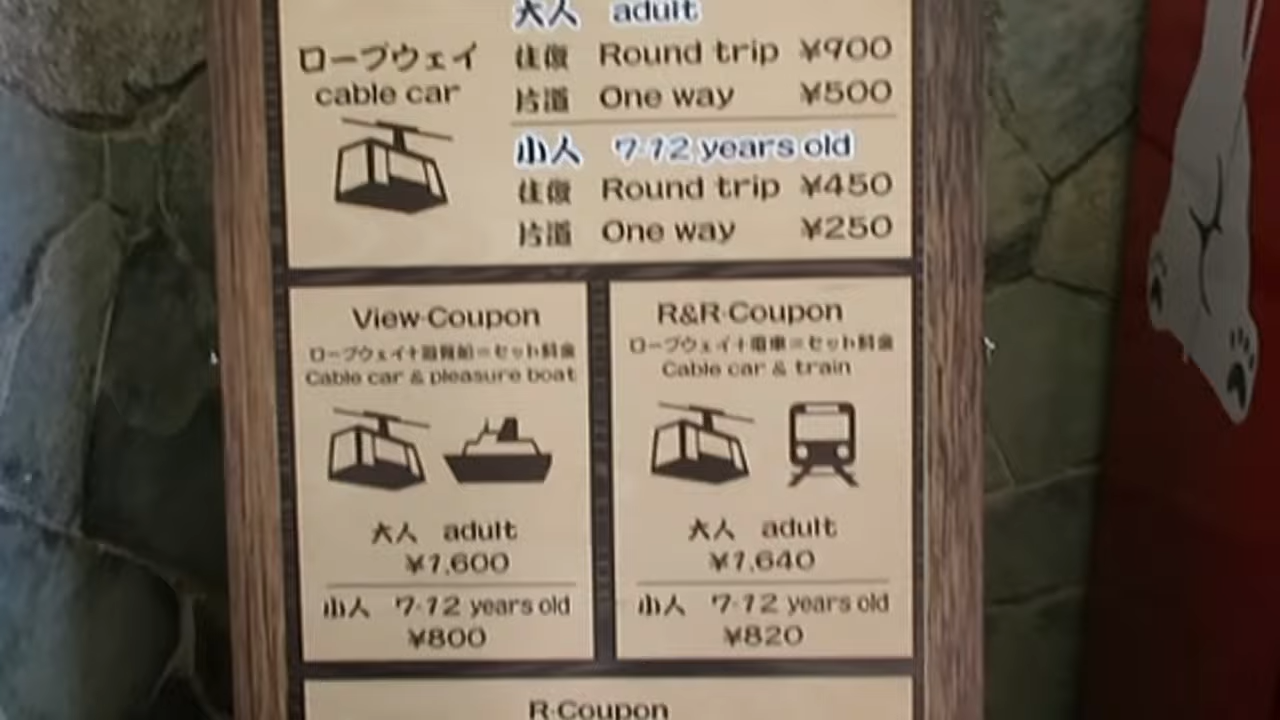 大人 adult
ロープウェイ
cable car
往復 Round trip ¥900
片道 One way ¥500
小人 7-12 years old
往復 Round trip ¥450
片道 One way ¥250
View Coupon
ロープウェイ+遊覧船=セット料金
Cable car & pleasure boat
大人 adult
¥1,600
小人 7-12 years old
¥800
R&R Coupon
ロープウェイ+電車=セット料金
Cable car & train
大人 adult
¥1,640
小人 7-12 years old
¥820
R Coupon